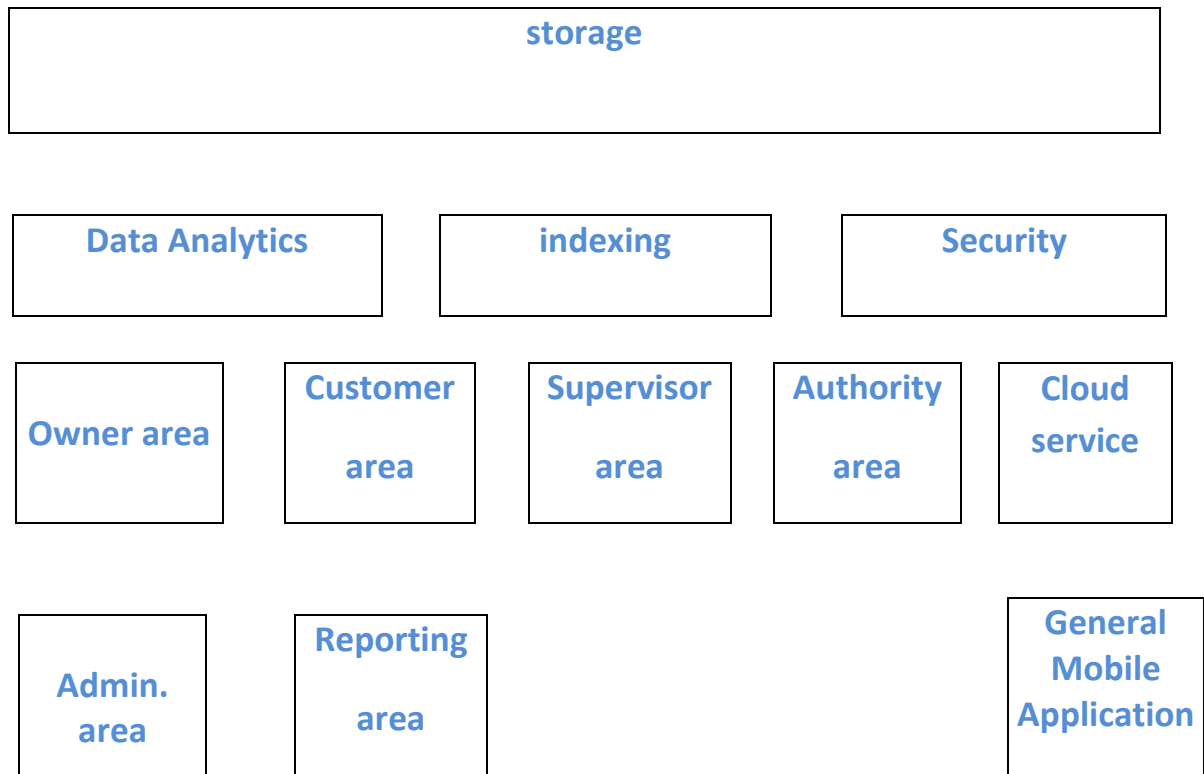 storage
Data Analytics
indexing
Security
Owner area
Customer
area
Supervisor
area
Authority
area
Cloud
service
Admin.
area
Reporting
area
General
Mobile
Application